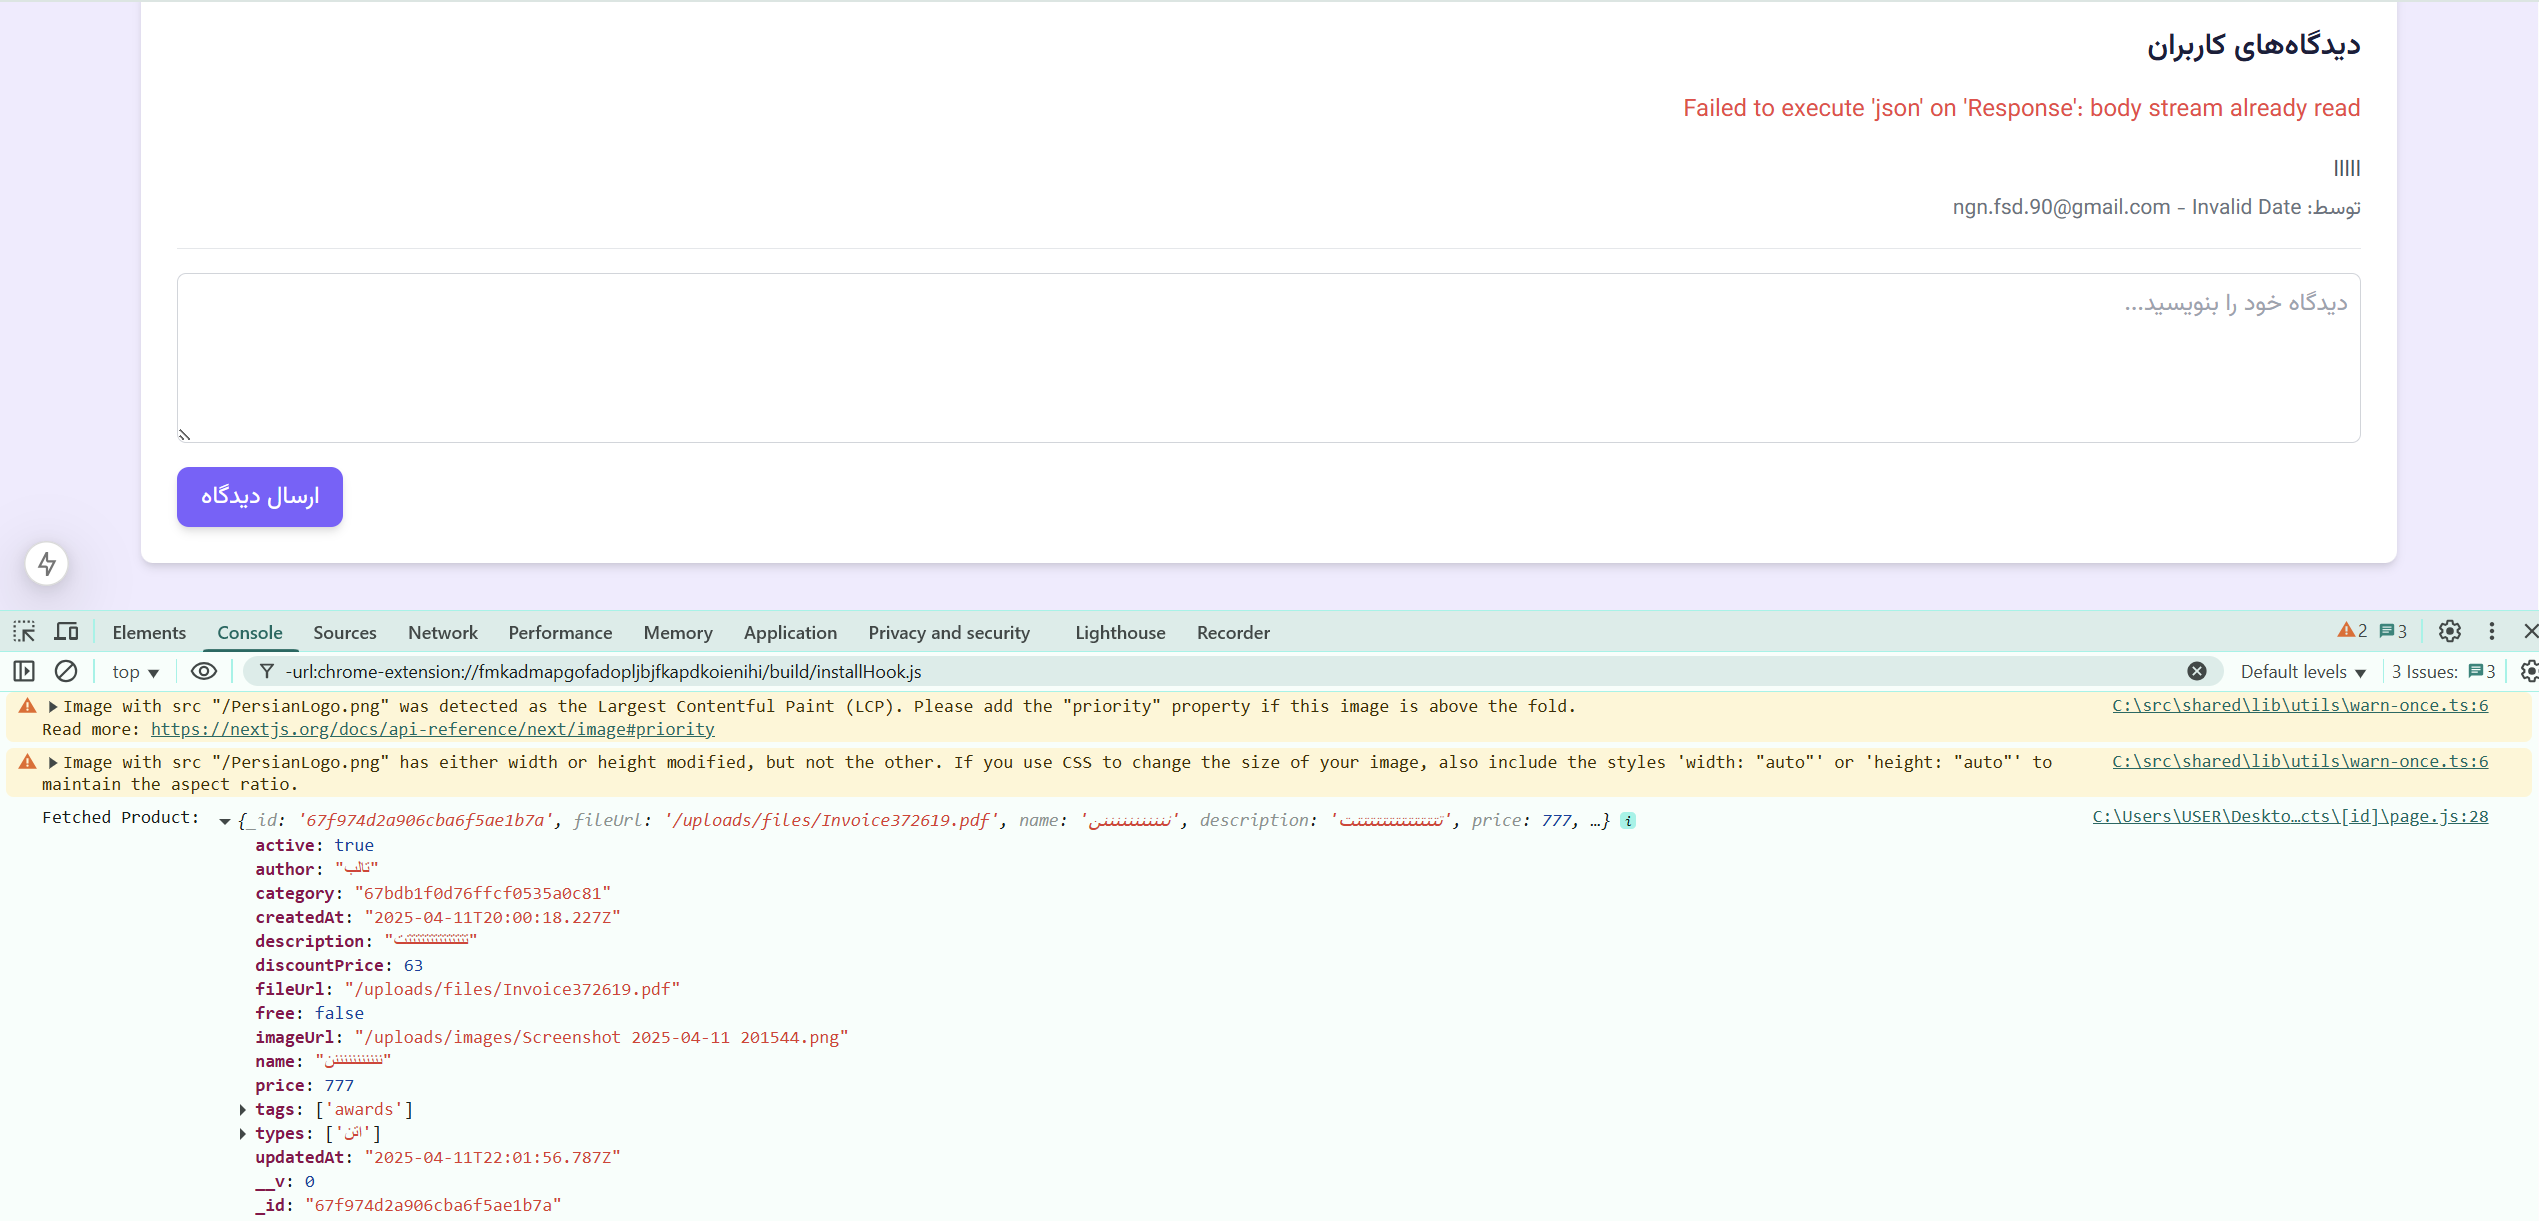 دیدگاه‌های کاربران
Failed to execute 'json' on 'Response': body stream already read
ااااا
توسط: ngn.fsd.90@gmail.com - Invalid Date
دیدگاه خود را بنویسید...
ارسال دیدگاه
Elements Console Sources Network Performance Memory Application Privacy and security Lighthouse Recorder 2 3
top -url:chrome-extension://fmkadmapgofadopljbjfkapdkoienihi/build/installHook.js Default levels 3 Issues: 3
Image with src "/PersianLogo.png" was detected as the Largest Contentful Paint (LCP). Please add the "priority" property if this image is above the fold. C:\src\shared\lib\utils\warn-once.ts:6
Read more: https://nextjs.org/docs/api-reference/next/image#priority
Image with src "/PersianLogo.png" has either width or height modified, but not the other. If you use CSS to change the size of your image, also include the styles 'width: "auto"' or 'height: "auto"' to C:\src\shared\lib\utils\warn-once.ts:6
maintain the aspect ratio.
Fetched Product: {_id: '67f974d2a906cba6f5ae1b7a', fileUrl: '/uploads/files/Invoice372619.pdf', name: , description: , price: 777, …} C:\Users\USER\Deskto…cts\[id]\page.js:28
active: true
author: "تالب"
category: "67bdb1f0d76ffcf0535a0c81"
createdAt: "2025-04-11T20:00:18.227Z"
description:
discountPrice: 63
fileUrl: "/uploads/files/Invoice372619.pdf"
free: false
imageUrl: "/uploads/images/Screenshot 2025-04-11 201544.png"
name:
price: 777
tags: ['awards']
types: ['اتن']
updatedAt: "2025-04-11T22:01:56.787Z"
__v: 0
_id: "67f974d2a906cba6f5ae1b7a"